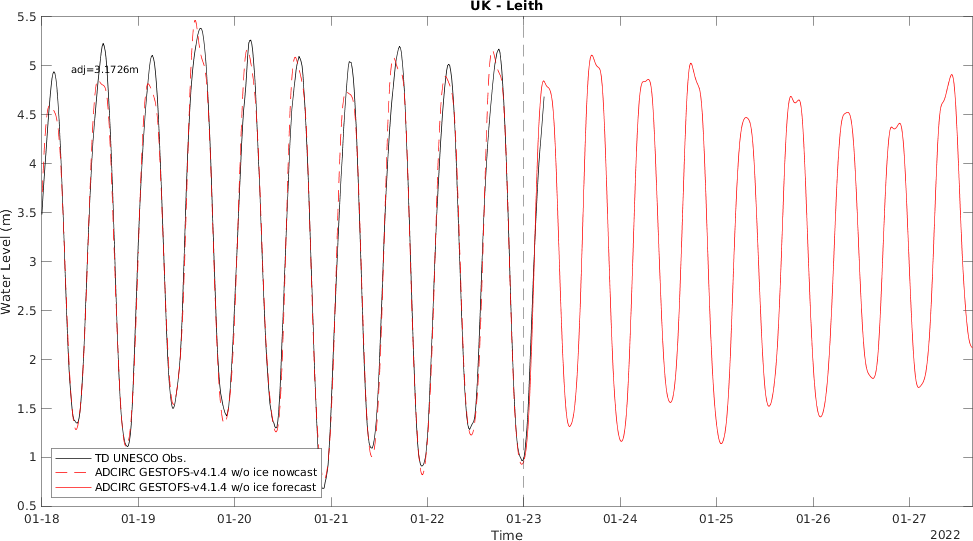 UK - Leith
5.5
5
4.5
4
3.5
3
2.5
2
1.5
1
0.5
Water Level (m)
adj=3.1726m
TD UNESCO Obs.
ADCIRC GESTOFS-v4.1.4 w/o ice nowcast
ADCIRC GESTOFS-v4.1.4 w/o ice forecast
01-18 01-19 01-20 01-21 01-22 01-23 01-24 01-25 01-26 01-27
Time
2022